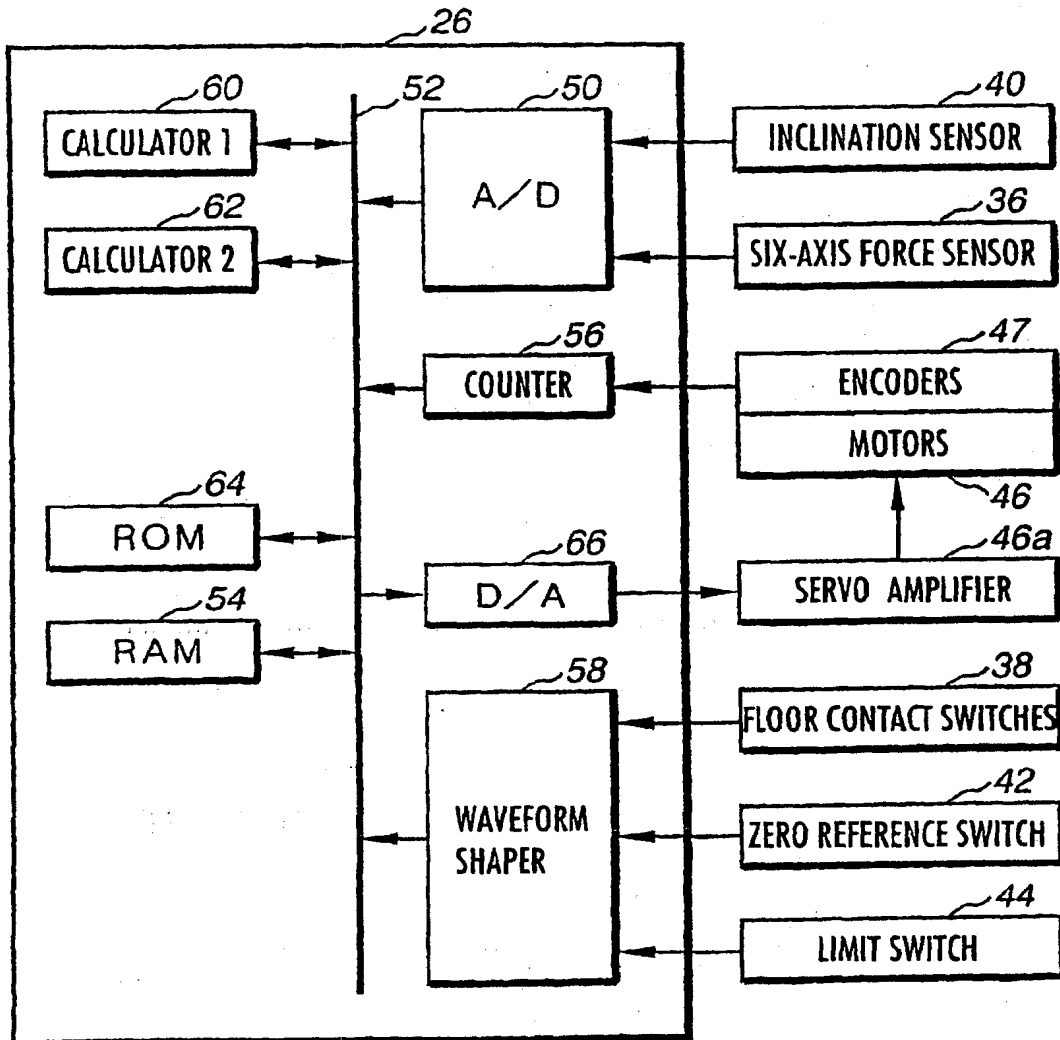 26
60
CALCULATOR 1
52
50
A/D
40
INCLINATION SENSOR
62
CALCULATOR 2
36
SIX-AXIS FORCE SENSOR
56
COUNTER
47
ENCODERS
MOTORS
46
64
ROM
66
D/A
46a
SERVO AMPLIFIER
54
RAM
58
WAVEFORM
SHAPER
38
FLOOR CONTACT SWITCHES
42
ZERO REFERENCE SWITCH
44
LIMIT SWITCH